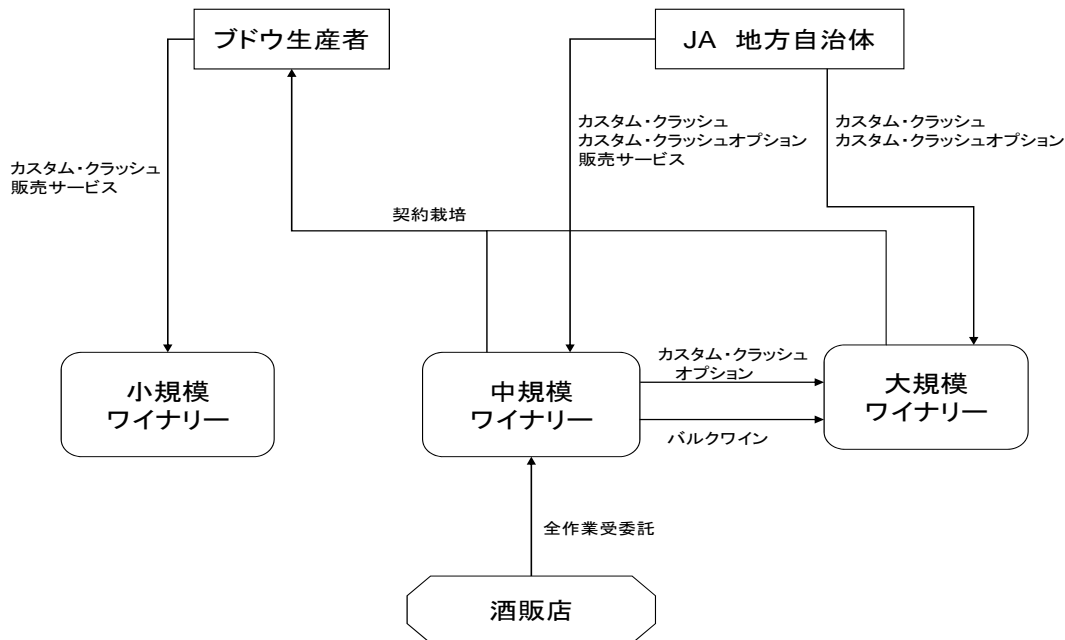 ブドウ生産者
JA 地方自治体
カスタム・クラッシュ
カスタム・クラッシュオプション
販売サービス
カスタム・クラッシュ
カスタム・クラッシュオプション
カスタム・クラッシュ
販売サービス
契約栽培
小規模
ワイナリー
中規模
ワイナリー
カスタム・クラッシュ
オプション
バルクワイン
大規模
ワイナリー
全作業受委託
酒販店